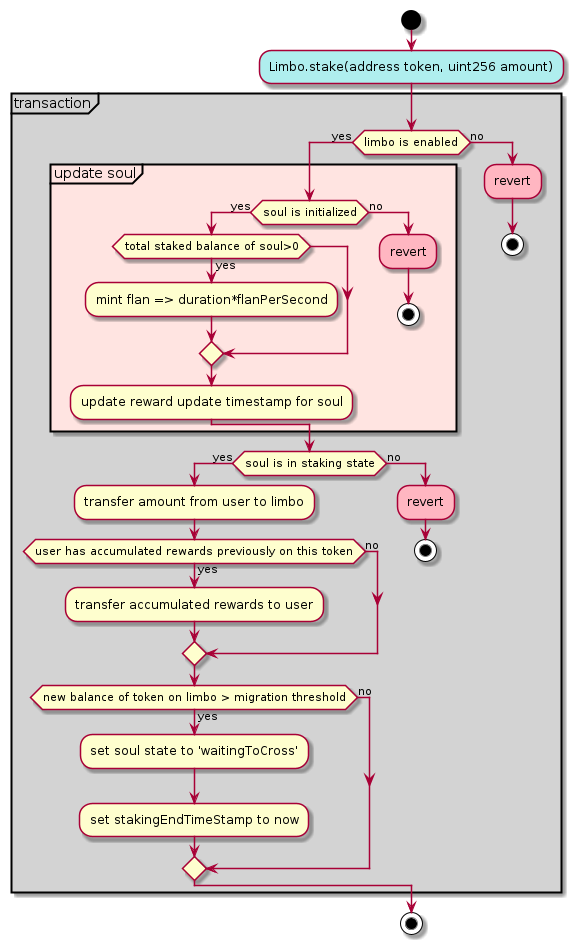 Limbo.stake(address token, uint256 amount)
transaction
yes
limbo is enabled
no
revert
update soul
yes
soul is initialized
no
total staked balance of soul>0
revert
yes
mint flan => duration*flanPerSecond
update reward update timestamp for soul
yes
soul is in staking state
no
transfer amount from user to limbo
revert
user has accumulated rewards previously on this token
no
yes
transfer accumulated rewards to user
new balance of token on limbo > migration threshold
no
yes
set soul state to 'waitingToCross'
set stakingEndTimeStamp to now